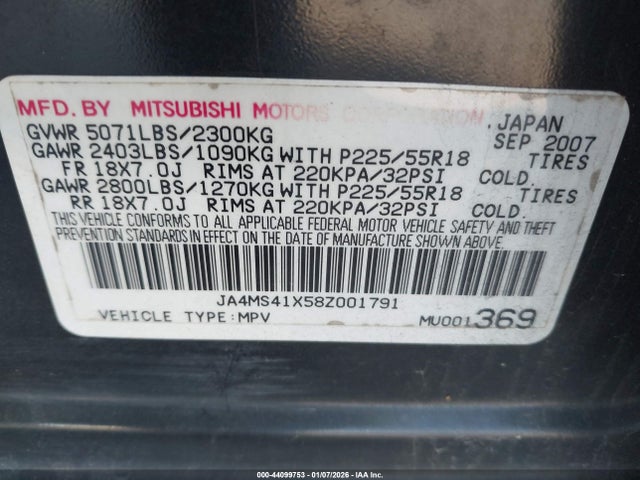 MFD. BY MITSUBISHI MOTORS CORPORATION, JAPAN
GVWR 5071LBS/2300KG SEP 2007
GAWR 2403LBS/1090KG WITH P225/55R18 TIRES
FR 18X7.0J RIMS AT 220KPA/32PSI COLD.
GAWR 2800LBS/1270KG WITH P225/55R18 TIRES
RR 18X7.0J RIMS AT 220KPA/32PSI COLD.
THIS VEHICLE CONFORMS TO ALL APPLICABLE FEDERAL MOTOR VEHICLE SAFETY AND THEFT
PREVENTION STANDARDS IN EFFECT ON THE DATE OF MANUFACTURE SHOWN ABOVE.
JA4MS41X58Z001791
VEHICLE TYPE:MPV MU001369
000-44099753 - 01/07/2026 - IAA Inc.